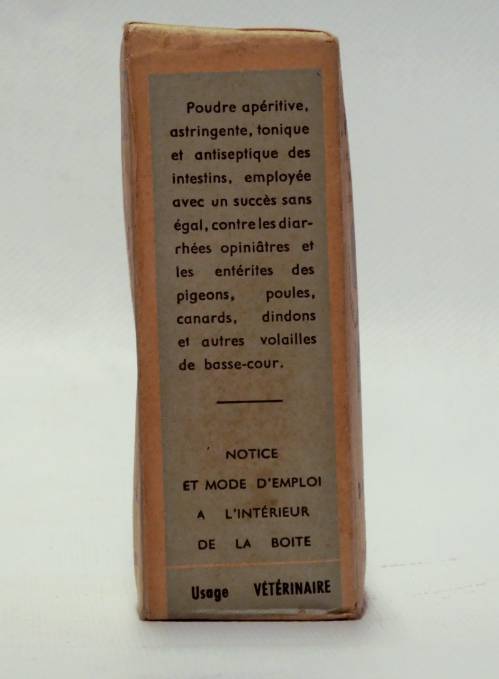 Poudre apéritive,
astringente, tonique
et antiseptique des
intestins, employée
avec un succès sans
égal, contre les diar-
rhées opiniâtres et
les entérites des
pigeons, poules,
canards, dindons
et autres volailles
de basse-cour.
NOTICE
ET MODE D'EMPLOI
A L'INTÉRIEUR
DE LA BOITE
Usage VÉTÉRINAIRE